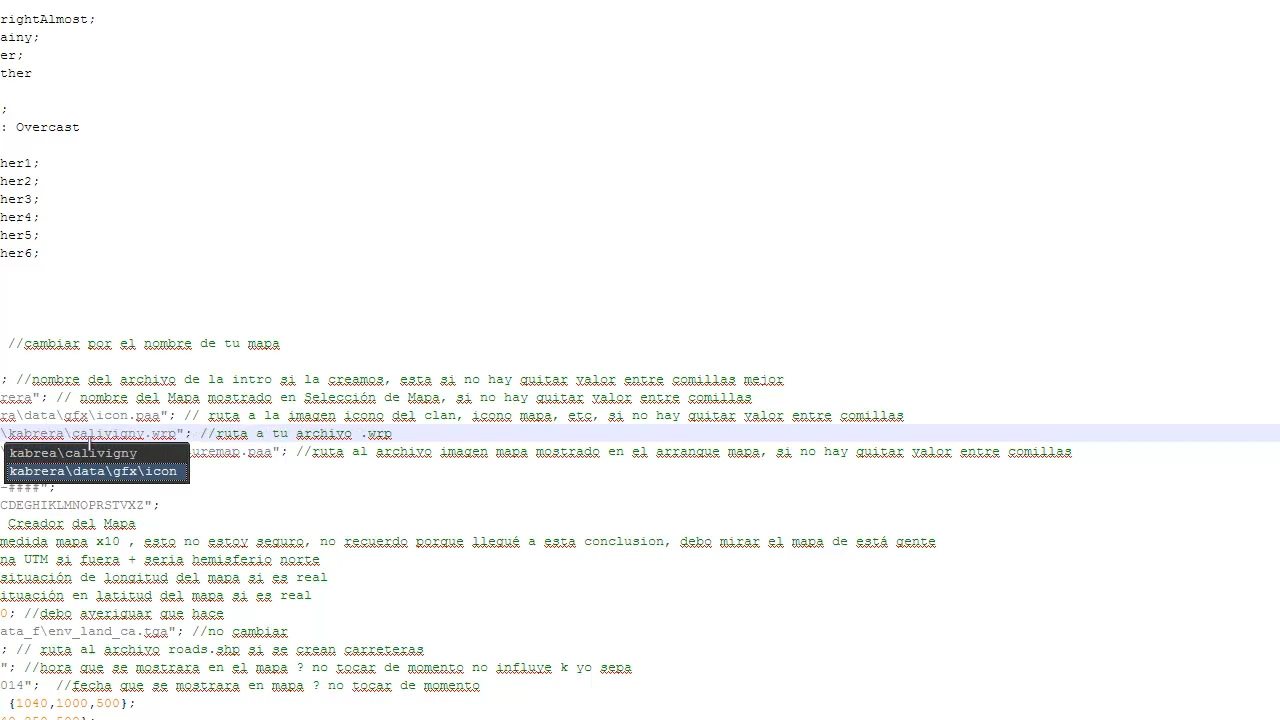 rightAlmost;
ainy;
er;
ther
;
: Overcast
her1;
her2;
her3;
her4;
her5;
her6;
//cambiar por el nombre de tu mapa
; //nombre del archivo de la intro si la creamos, esta si no hay quitar valor entre comillas mejor
rera"; // nombre del Mapa mostrado en Selección de Mapa, si no hay quitar valor entre comillas
ra\data\gfx\icon.paa"; // ruta a la imagen icono del clan, icono mapa, etc, si no hay quitar valor entre comillas
\kabrera\calivigny.wrp"; //ruta a tu archivo .wrp
uremap.paa"; //ruta al archivo imagen mapa mostrado en el arranque mapa, si no hay quitar valor entre comillas
kabrea\calivigny
kabrera\data\gfx\icon
-####";
CDEGHIKLMNOPRSTVXZ";
Creador del Mapa
medida mapa x10 , esto no estoy seguro, no recuerdo porque llegué a esta conclusion, debo mirar el mapa de está gente
na UTM si fuera + seria hemisferio norte
situación de longitud del mapa si es real
ituación en latitud del mapa si es real
0; //debo averiguar que hace
ata_f\env_land_ca.tga"; //no cambiar
; // ruta al archivo roads.shp si se crean carreteras
"; //hora que se mostrara en el mapa ? no tocar de momento no influye k yo sepa
014"; //fecha que se mostrara en mapa ? no tocar de momento
{1040,1000,500};